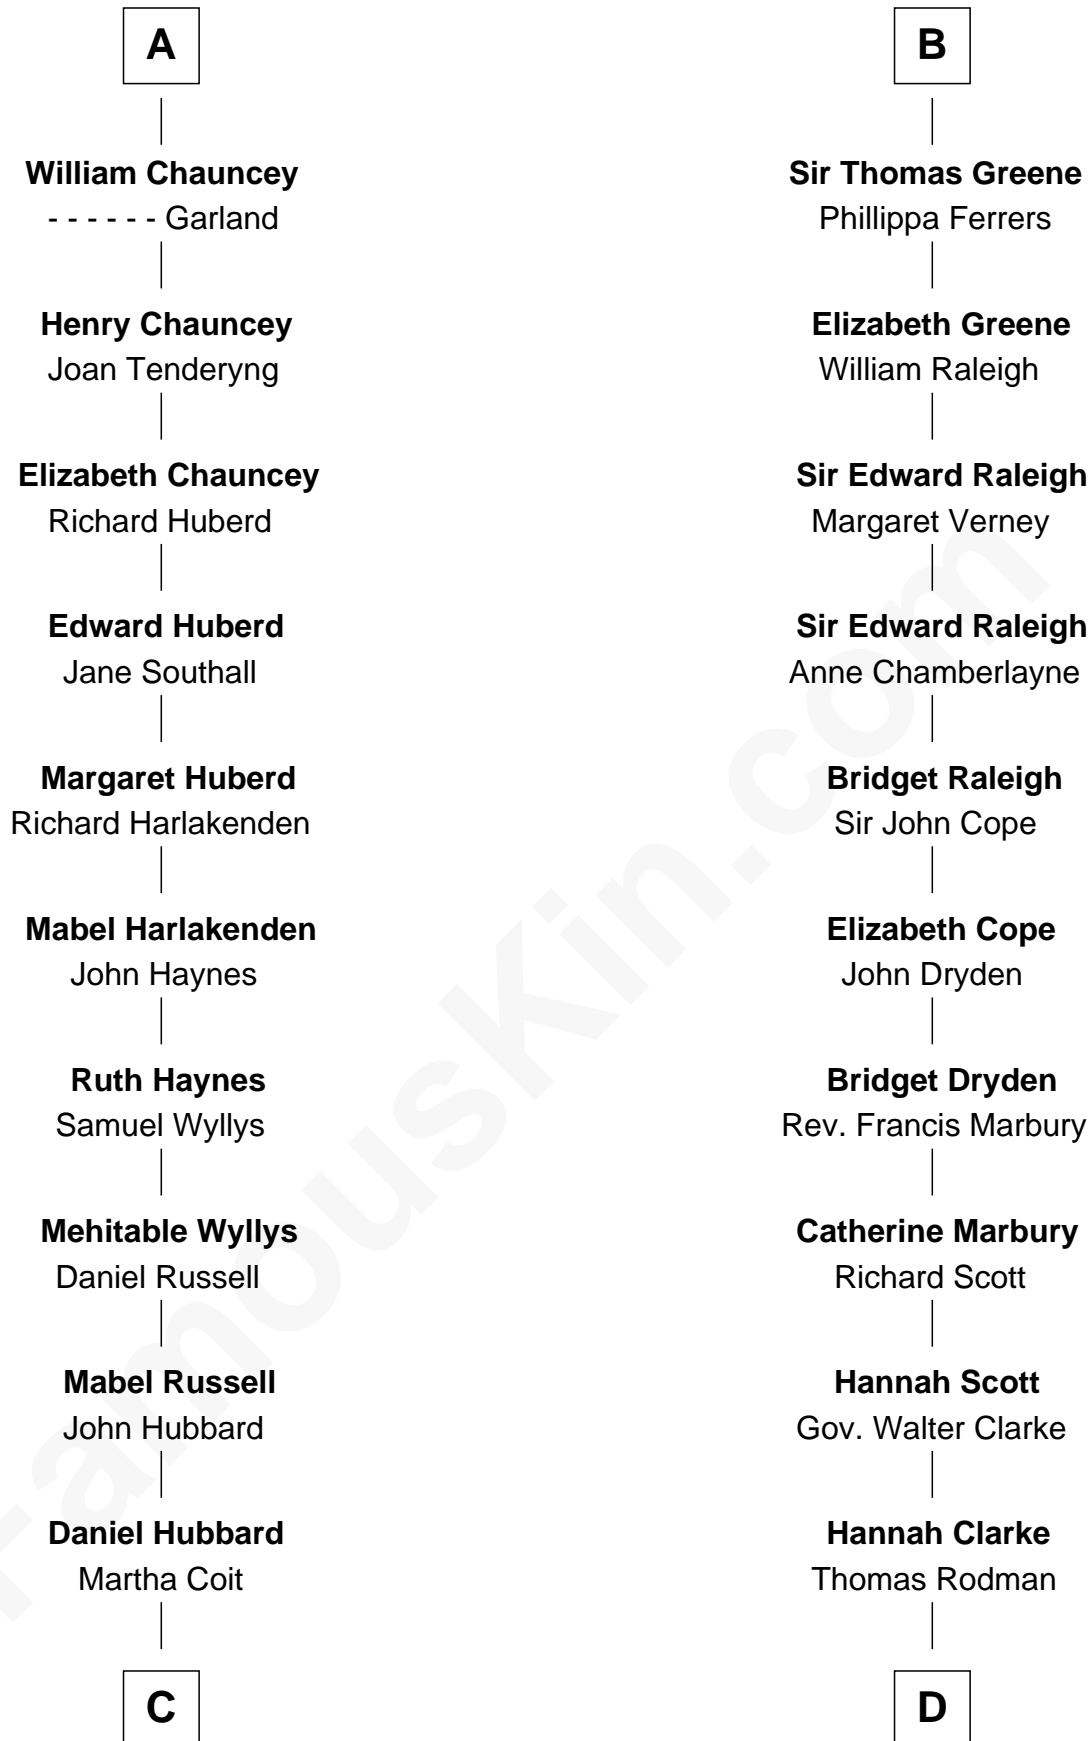 A
William Chauncey
- - - - - - Garland
Henry Chauncey
Joan Tenderyng
Elizabeth Chauncey
Richard Huberd
Edward Huberd
Jane Southall
Margaret Huberd
Richard Harlakenden
Mabel Harlakenden
John Haynes
Ruth Haynes
Samuel Wyllys
Mehitable Wyllys
Daniel Russell
Mabel Russell
John Hubbard
Daniel Hubbard
Martha Coit
C
B
Sir Thomas Greene
Phillippa Ferrers
Elizabeth Greene
William Raleigh
Sir Edward Raleigh
Margaret Verney
Sir Edward Raleigh
Anne Chamberlayne
Bridget Raleigh
Sir John Cope
Elizabeth Cope
John Dryden
Bridget Dryden
Rev. Francis Marbury
Catherine Marbury
Richard Scott
Hannah Scott
Gov. Walter Clarke
Hannah Clarke
Thomas Rodman
D
FamousKin.com